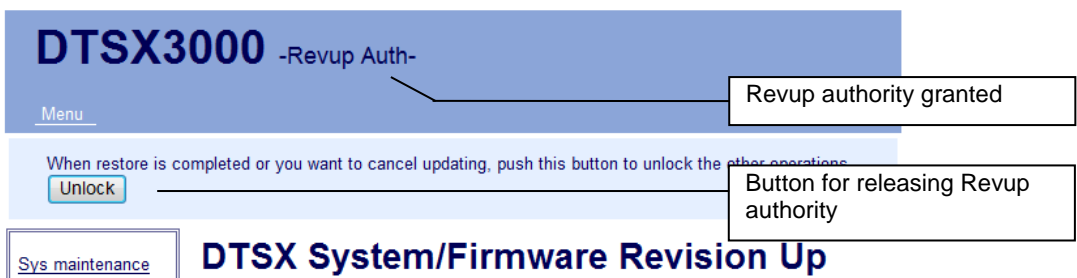 DTSX3000 -Revup Auth-
Revup authority granted
Menu
When restore is completed or you want to cancel updating, push this button to unlock the other operations.
Unlock
Button for releasing Revup
authority
Sys maintenance
DTSX System/Firmware Revision Up